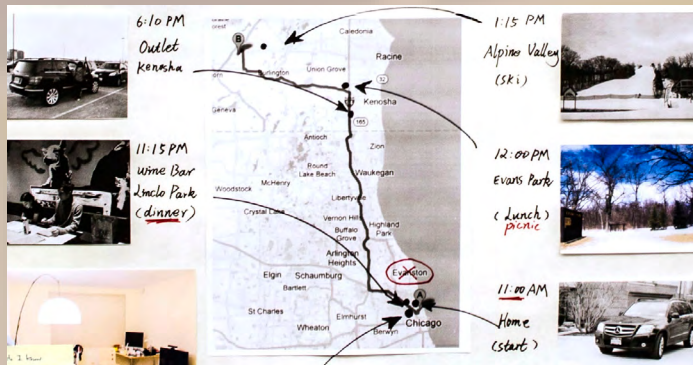 6:10 PM
Outlet
Kenosha
11:15 PM
wine Bar
Linclo Park
(dinner)
Caledonia
Racine
B
Burlington
Union Grove
32
Kenosha
Geneva
165
Antioch
Zion
Round
Lake Beach
Waukegan
Woodstock
McHenry
Libertyville
Crystal Lake
Vernon Hills
Highland
Park
Buffalo
Grove
Arlington
Heights
Evanston
Elgin
Schaumburg
Bartlett
A
St Charles
Elmhurst
Chicago
Wheaton
Berwyn
1:15 PM
Alpine Valley
(ski)
12:00 PM
Evans Park
(Lunch)
picnic
11:00 AM
Home
(start)